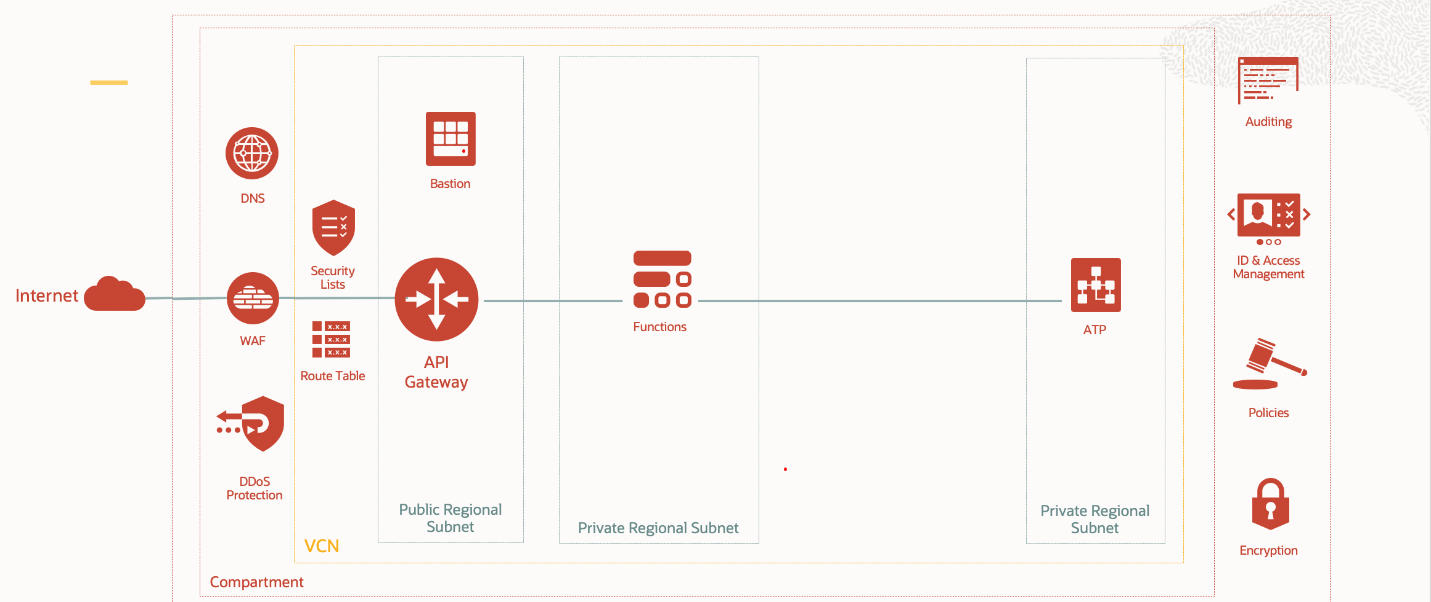 Internet
DNS
WAF
DDoS
Protection
Security
Lists
x.x.x
x.x.x
x.x.x
Route Table
VCN
Compartment
Bastion
API
Gateway
Public Regional
Subnet
Functions
Private Regional Subnet
ATP
Private Regional
Subnet
Auditing
ID & Access
Management
Policies
Encryption